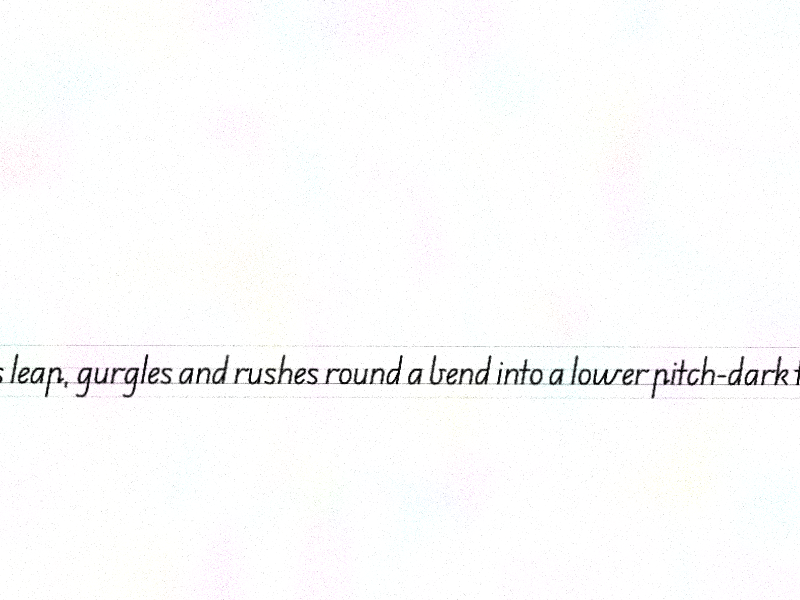 leap, gurgles and rushes round a bend into a lower pitch-dark